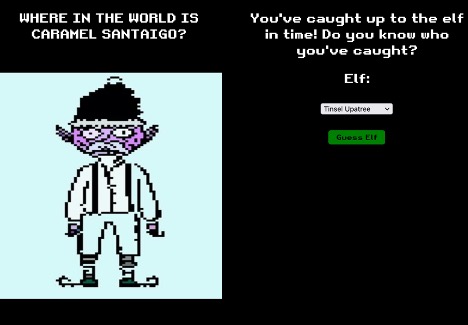 WHERE IN THE WORLD IS
CARAMEL SANTAIGO?
You've caught up to the elf
in time! Do you know who
you've caught?
Elf:
Tinsel Upatree
Guess Elf